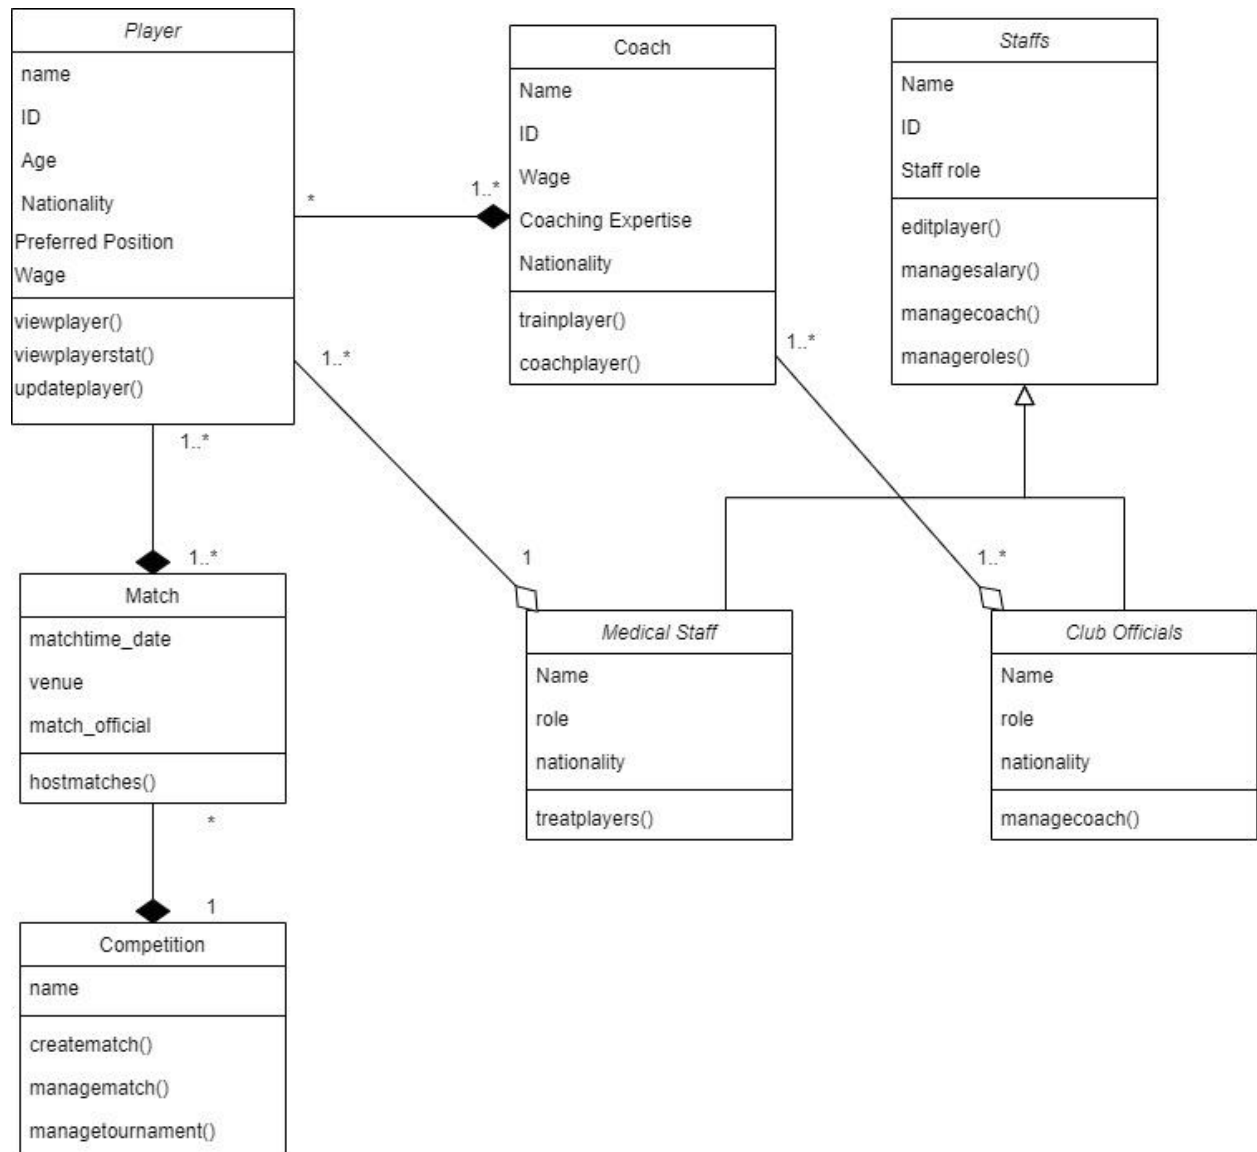 Player
name
ID
Age
Nationality
Preferred Position
Wage
viewplayer()
viewplayerstat()
updateplayer()
*
1..*
Coach
Name
ID
Wage
Coaching Expertise
Nationality
trainplayer()
coachplayer()
Staffs
Name
ID
Staff role
editplayer()
managesalary()
managecoach()
manageroles()
1..*
1..*
1..*
1..*
1
1..*
Match
matchtime_date
venue
match_official
hostmatches()
Medical Staff
Name
role
nationality
treatplayers()
Club Officials
Name
role
nationality
managecoach()
*
1
Competition
name
creatematch()
managematch()
managetournament()